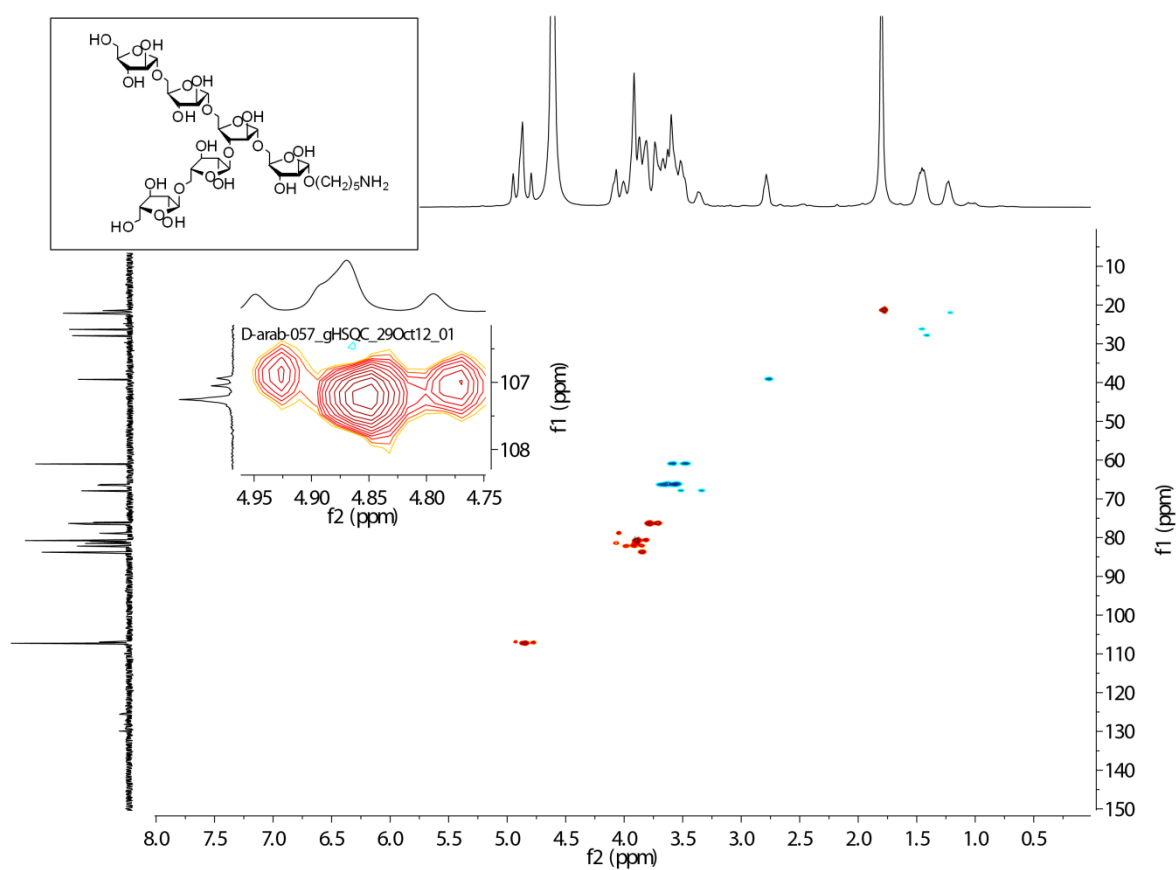 HO O HO
OH O OH
O OH
OH O OH
OH O O OH
O OH O OH
OH O OH O(CH₂)₅NH₂
O
HO HO
D-arab-057_gHSQC_29Oct12_01
107
108
f1 (ppm)
4.95 4.90 4.85 4.80 4.75
f2 (ppm)
10
20
30
40
50
60
70
80
90
100
110
120
130
140
150
f1 (ppm)
8.0 7.5 7.0 6.5 6.0 5.5 5.0 4.5 4.0 3.5 3.0 2.5 2.0 1.5 1.0 0.5
f2 (ppm)